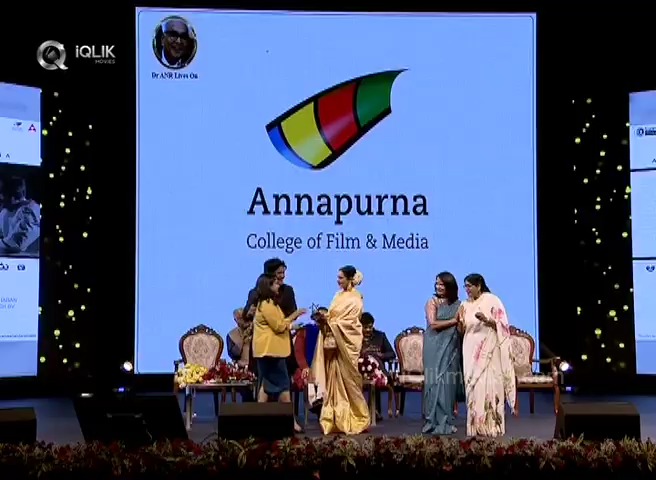 iQLIK
MOVIES
Dr ANR Lives On
Annapurna
College of Film & Media